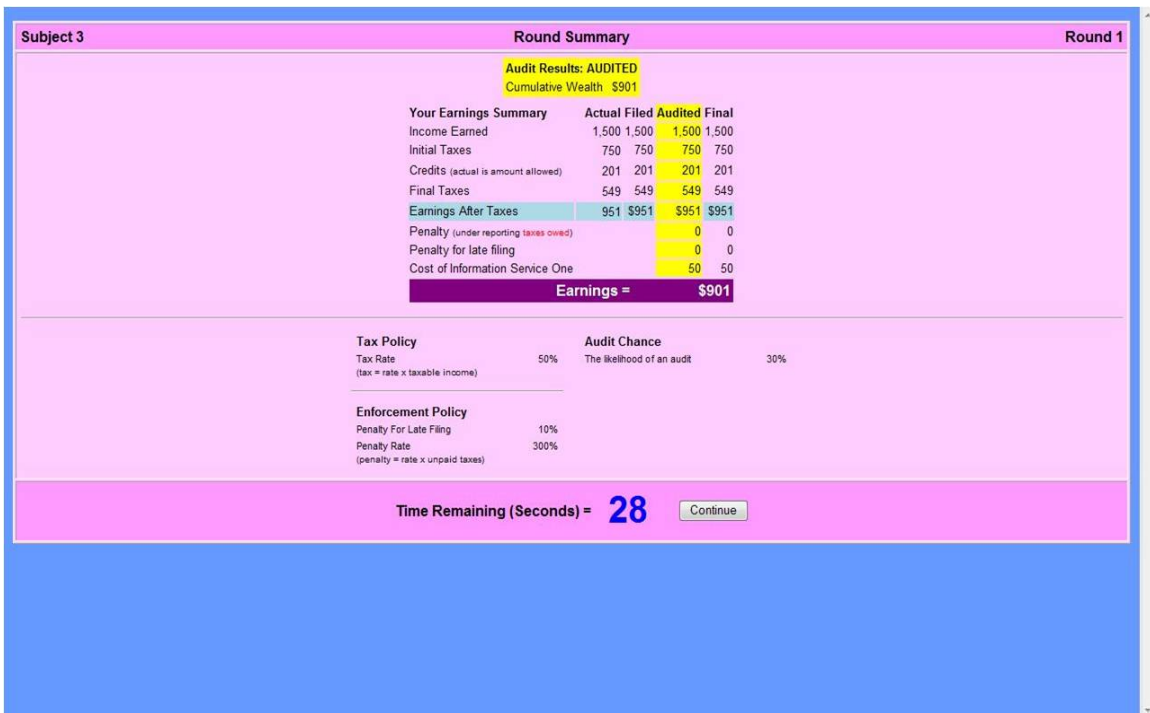 Subject 3 Round Summary Round 1
Audit Results: AUDITED
Cumulative Wealth $901
Your Earnings Summary Actual Filed Audited Final
Income Earned 1,500 1,500 1,500 1,500
Initial Taxes 750 750 750 750
Credits (actual is amount allowed) 201 201 201 201
Final Taxes 549 549 549 549
Earnings After Taxes 951 $951 $951 $951
Penalty (under reporting taxes owed) 0 0
Penalty for late filing 0 0
Cost of Information Service One 50 50
Earnings = $901
Tax Policy Audit Chance
Tax Rate 50% The likelihood of an audit 30%
(tax = rate x taxable income)
Enforcement Policy
Penalty For Late Filing 10%
Penalty Rate 300%
(penalty = rate x unpaid taxes)
Time Remaining (Seconds) = 28 Continue